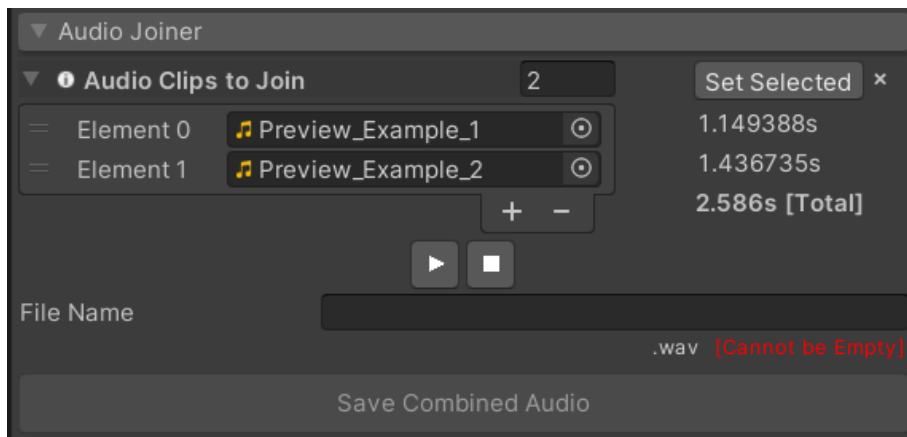 Audio Joiner
Audio Clips to Join 2 Set Selected ×
Element 0 Preview_Example_1 1.149388s
Element 1 Preview_Example_2 1.436735s
+ − 2.586s [Total]
File Name
.wav [Cannot be Empty]
Save Combined Audio